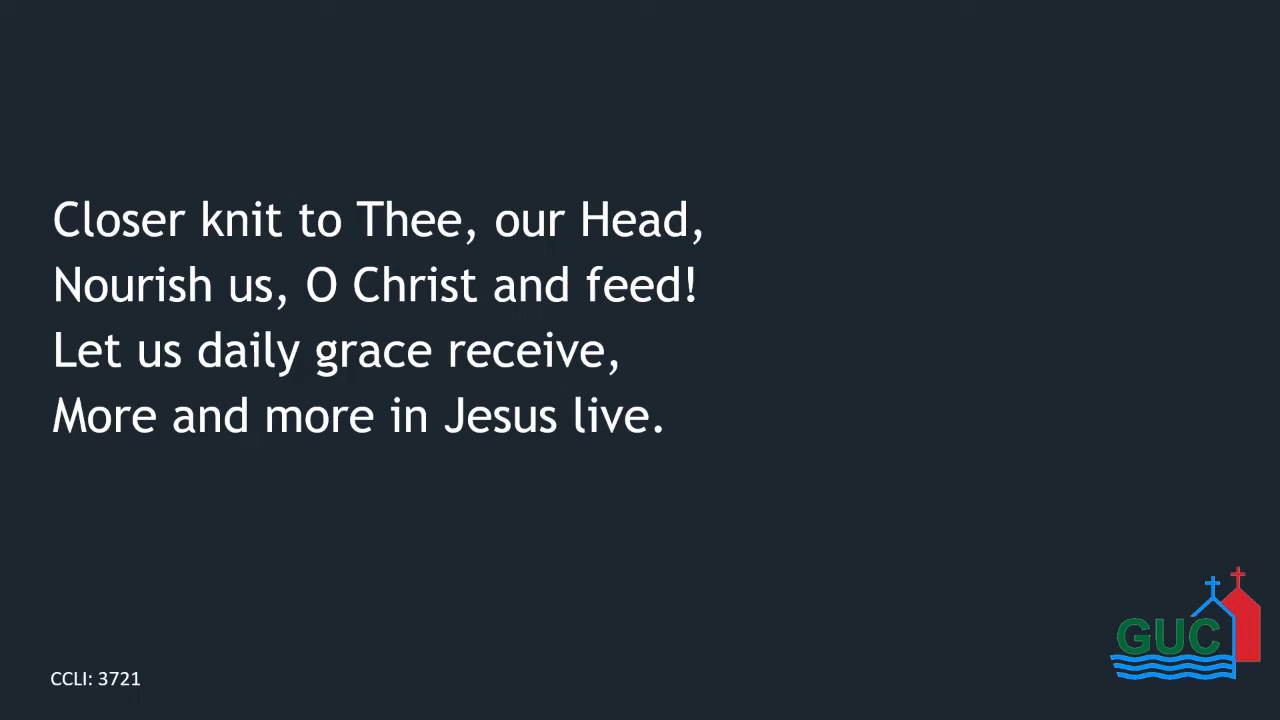 Closer knit to Thee, our Head,
Nourish us, O Christ and feed!
Let us daily grace receive,
More and more in Jesus live.
GUC
CCLI: 3721